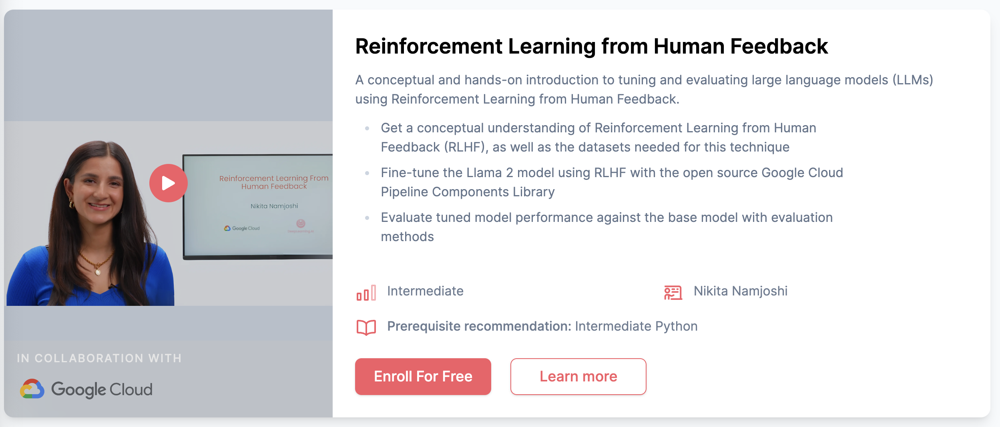 Reinforcement Learning from Human Feedback
A conceptual and hands-on introduction to tuning and evaluating large language models (LLMs)
using Reinforcement Learning from Human Feedback.
Get a conceptual understanding of Reinforcement Learning from Human
Feedback (RLHF), as well as the datasets needed for this technique
Fine-tune the Llama 2 model using RLHF with the open source Google Cloud
Pipeline Components Library
Evaluate tuned model performance against the base model with evaluation
methods
Intermediate
Nikita Namjoshi
Prerequisite recommendation: Intermediate Python
Enroll For Free
Learn more
Reinforcement Learning From
Human Feedback
Nikita Namjoshi
Google Cloud
DeepLearning.AI
IN COLLABORATION WITH
Google Cloud